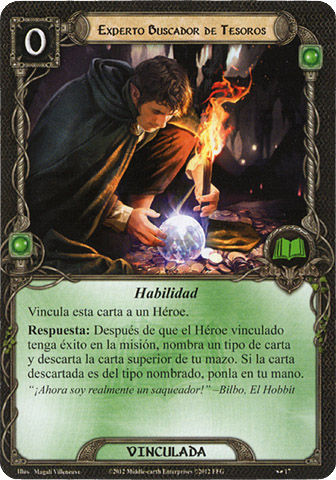 0
Experto Buscador de Tesoros
Habilidad
Vincula esta carta a un Héroe.
Respuesta: Después de que el Héroe vinculado
tenga éxito en la misión, nombra un tipo de carta
y descarta la carta superior de tu mazo. Si la carta
descartada es del tipo nombrado, ponla en tu mano.
“¡Ahora soy realmente un saqueador!” –Bilbo, El Hobbit
VINCULADA
Illus. Magali Villeneuve
©2012 Middle-earth Enterprises ©2012 FFG
17